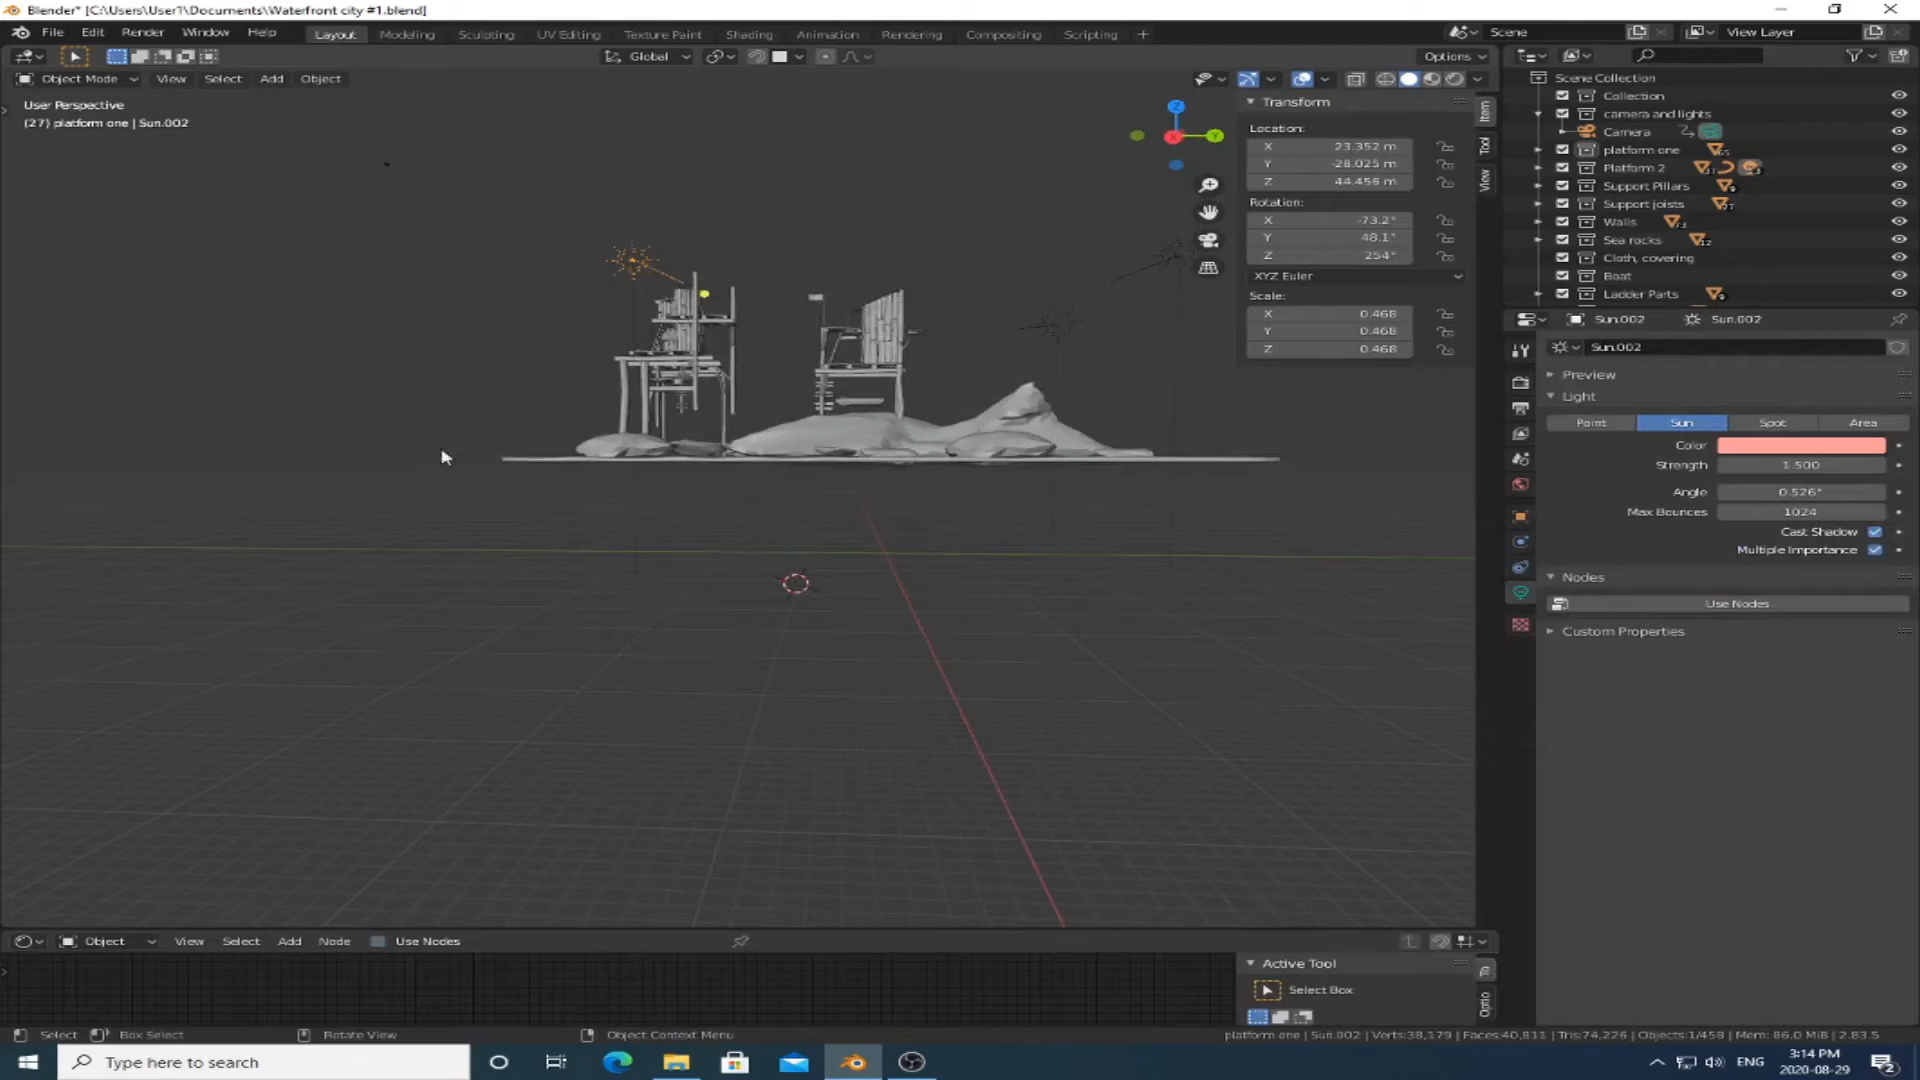 Blender* [C:\Users\User1\Documents\Waterfront city #1.blend]
File Edit Render Window Help Layout Modeling Sculpting UV Editing Texture Paint Shading Animation Rendering Compositing Scripting + Scene View Layer
Global Options
Object Mode View Select Add Object
User Perspective
(27) platform one | Sun.002
Z
Y
X
Transform
Location:
X 23.352 m
Y -28.025 m
Z 44.456 m
Rotation:
X -73.2°
Y 48.1°
Z 254°
XYZ Euler
Scale:
X 0.468
Y 0.468
Z 0.468
Item
Tool
View
Scene Collection
Collection
camera and lights
Camera
platform one
Platform 2
Support Pillars
Support joists
Walls
Sea rocks
Cloth, covering
Boat
Ladder Parts
Sun.002 Sun.002
Sun.002
Preview
Light
Point Sun Spot Area
Color
Strength 1.500
Angle 0.526°
Max Bounces 1024
Cast Shadow
Multiple Importance
Nodes
Use Nodes
Custom Properties
Object View Select Add Node Use Nodes
Active Tool
Select Box
Optio
Select Box Select Rotate View Object Context Menu platform one | Sun.002 | Verts:38,179 | Faces:40,811 | Tris:74,226 | Objects:1/458 | Mem: 86.0 MiB | 2.83.5
Type here to search
ENG
3:14 PM
2020-08-29
2